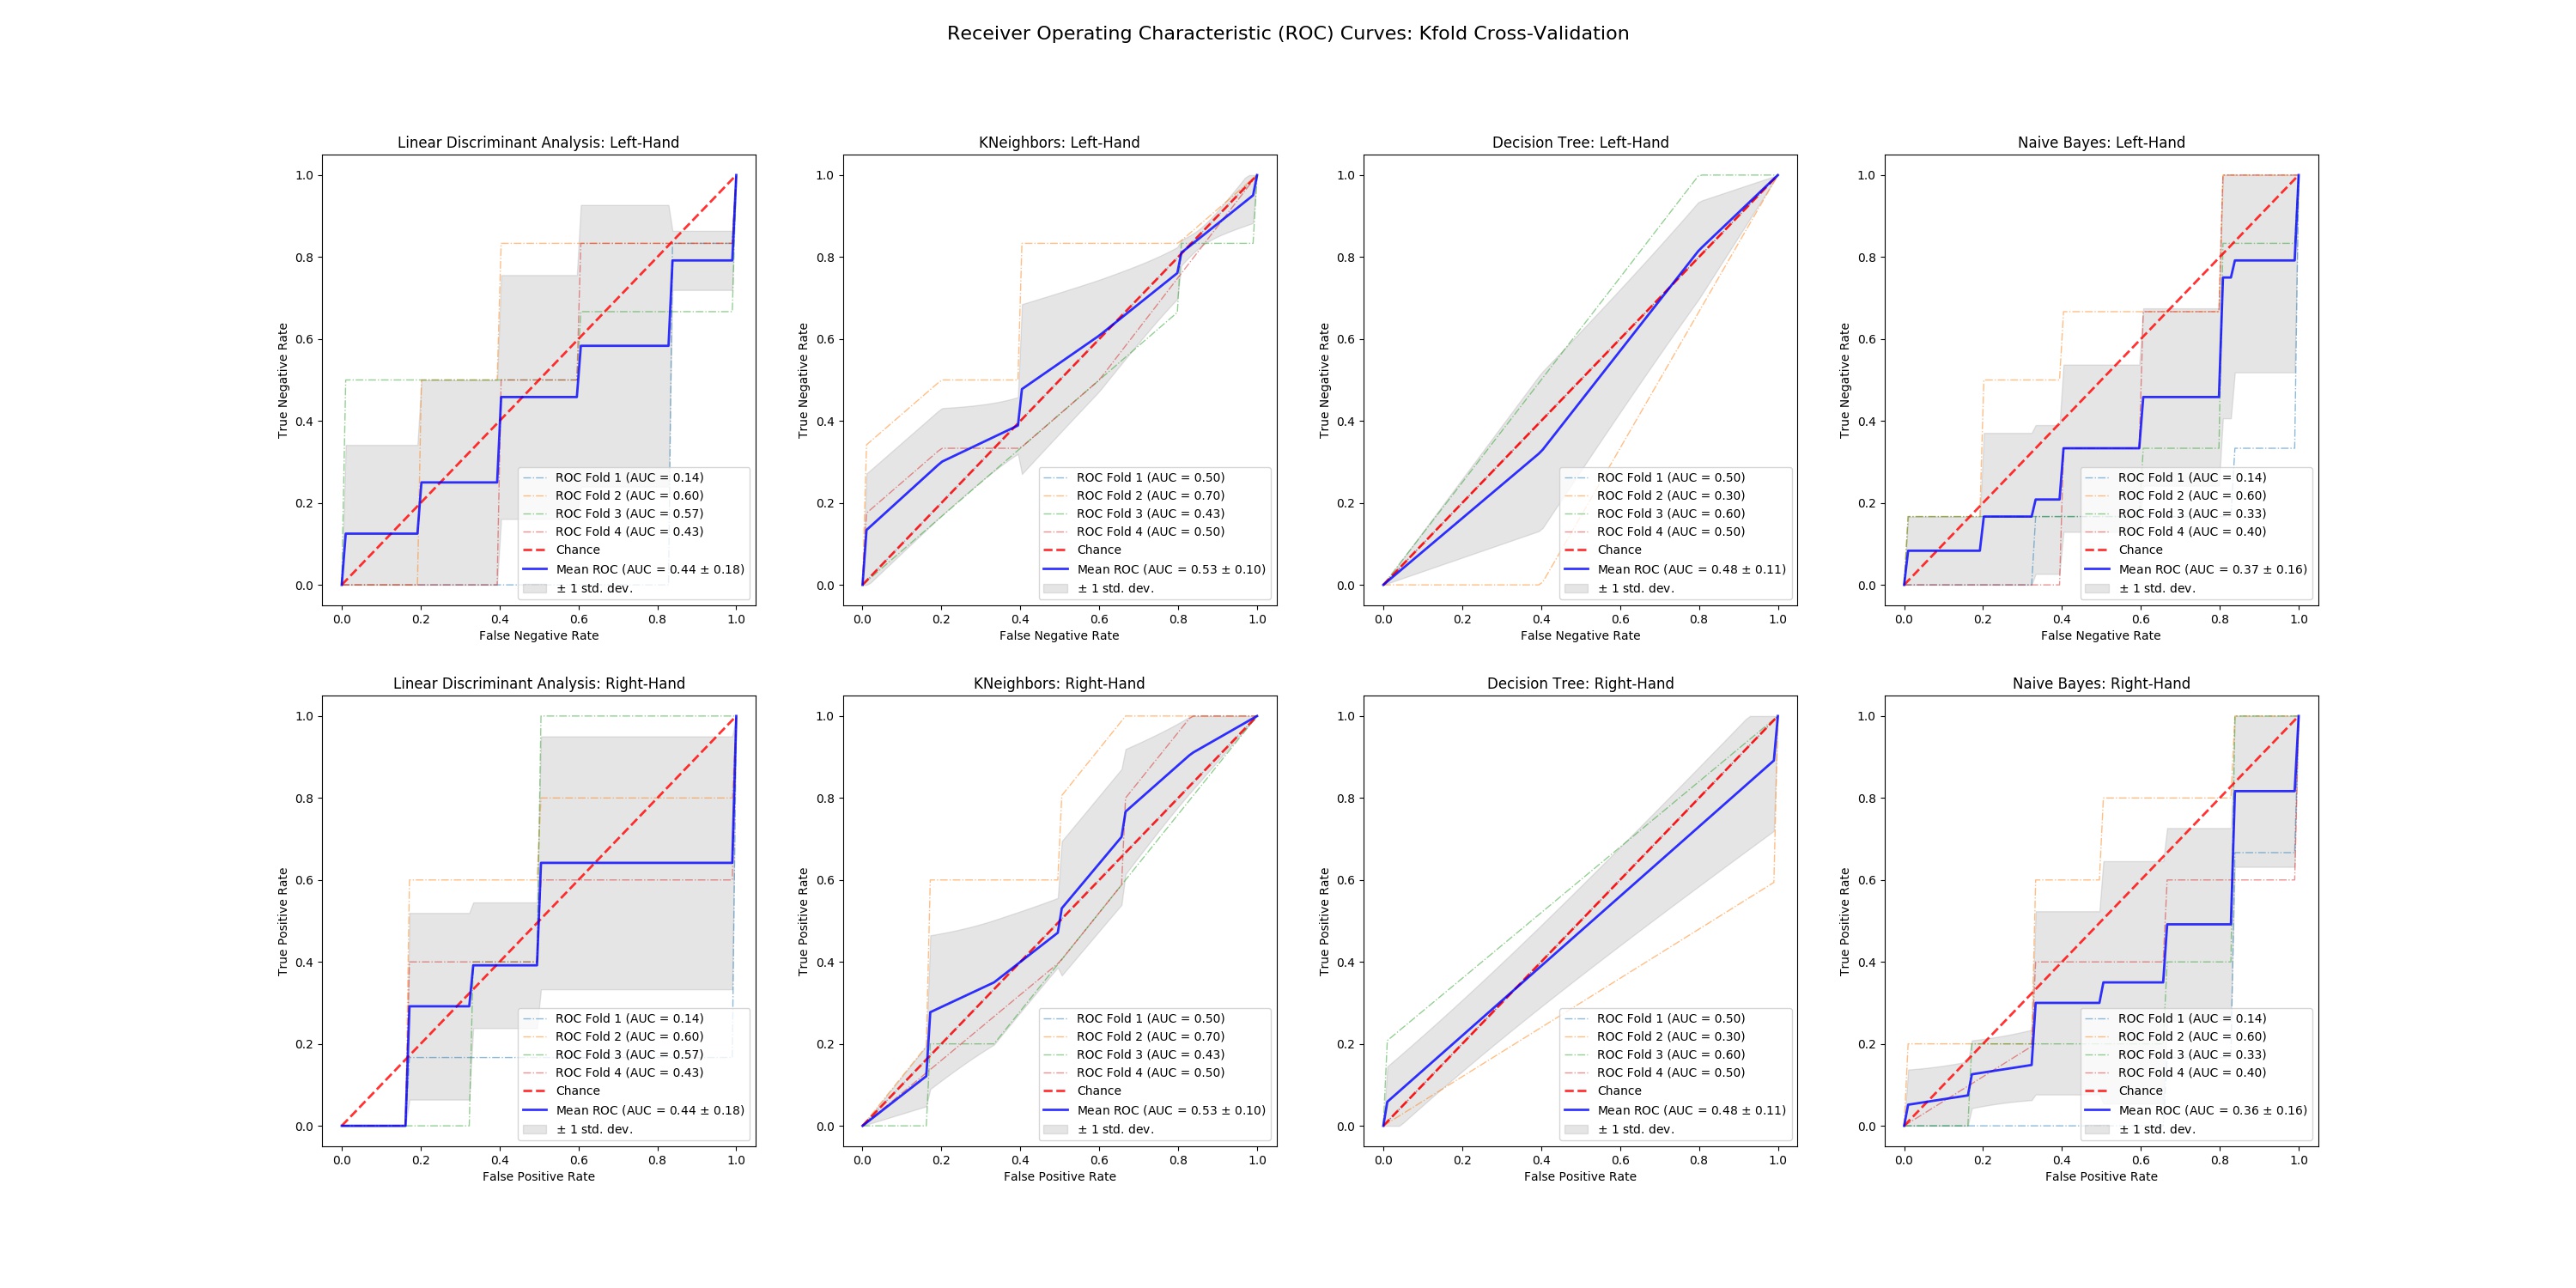 Receiver Operating Characteristic (ROC) Curves: Kfold Cross-Validation
Linear Discriminant Analysis: Left-Hand
True Negative Rate
1.0
0.8
0.6
0.4
0.2
0.0
ROC Fold 1 (AUC = 0.14)
ROC Fold 2 (AUC = 0.60)
ROC Fold 3 (AUC = 0.57)
ROC Fold 4 (AUC = 0.43)
Chance
Mean ROC (AUC = 0.44 ± 0.18)
± 1 std. dev.
0.0 0.2 0.4 0.6 0.8 1.0
False Negative Rate
KNeighbors: Left-Hand
True Negative Rate
1.0
0.8
0.6
0.4
0.2
0.0
ROC Fold 1 (AUC = 0.50)
ROC Fold 2 (AUC = 0.70)
ROC Fold 3 (AUC = 0.43)
ROC Fold 4 (AUC = 0.50)
Chance
Mean ROC (AUC = 0.53 ± 0.10)
± 1 std. dev.
0.0 0.2 0.4 0.6 0.8 1.0
False Negative Rate
Decision Tree: Left-Hand
True Negative Rate
1.0
0.8
0.6
0.4
0.2
0.0
ROC Fold 1 (AUC = 0.50)
ROC Fold 2 (AUC = 0.30)
ROC Fold 3 (AUC = 0.60)
ROC Fold 4 (AUC = 0.50)
Chance
Mean ROC (AUC = 0.48 ± 0.11)
± 1 std. dev.
0.0 0.2 0.4 0.6 0.8 1.0
False Negative Rate
Naive Bayes: Left-Hand
True Negative Rate
1.0
0.8
0.6
0.4
0.2
0.0
ROC Fold 1 (AUC = 0.14)
ROC Fold 2 (AUC = 0.60)
ROC Fold 3 (AUC = 0.33)
ROC Fold 4 (AUC = 0.40)
Chance
Mean ROC (AUC = 0.37 ± 0.16)
± 1 std. dev.
0.0 0.2 0.4 0.6 0.8 1.0
False Negative Rate
Linear Discriminant Analysis: Right-Hand
True Positive Rate
1.0
0.8
0.6
0.4
0.2
0.0
ROC Fold 1 (AUC = 0.14)
ROC Fold 2 (AUC = 0.60)
ROC Fold 3 (AUC = 0.57)
ROC Fold 4 (AUC = 0.43)
Chance
Mean ROC (AUC = 0.44 ± 0.18)
± 1 std. dev.
0.0 0.2 0.4 0.6 0.8 1.0
False Positive Rate
KNeighbors: Right-Hand
True Positive Rate
1.0
0.8
0.6
0.4
0.2
0.0
ROC Fold 1 (AUC = 0.50)
ROC Fold 2 (AUC = 0.70)
ROC Fold 3 (AUC = 0.43)
ROC Fold 4 (AUC = 0.50)
Chance
Mean ROC (AUC = 0.53 ± 0.10)
± 1 std. dev.
0.0 0.2 0.4 0.6 0.8 1.0
False Positive Rate
Decision Tree: Right-Hand
True Positive Rate
1.0
0.8
0.6
0.4
0.2
0.0
ROC Fold 1 (AUC = 0.50)
ROC Fold 2 (AUC = 0.30)
ROC Fold 3 (AUC = 0.60)
ROC Fold 4 (AUC = 0.50)
Chance
Mean ROC (AUC = 0.48 ± 0.11)
± 1 std. dev.
0.0 0.2 0.4 0.6 0.8 1.0
False Positive Rate
Naive Bayes: Right-Hand
True Positive Rate
1.0
0.8
0.6
0.4
0.2
0.0
ROC Fold 1 (AUC = 0.14)
ROC Fold 2 (AUC = 0.60)
ROC Fold 3 (AUC = 0.33)
ROC Fold 4 (AUC = 0.40)
Chance
Mean ROC (AUC = 0.36 ± 0.16)
± 1 std. dev.
0.0 0.2 0.4 0.6 0.8 1.0
False Positive Rate